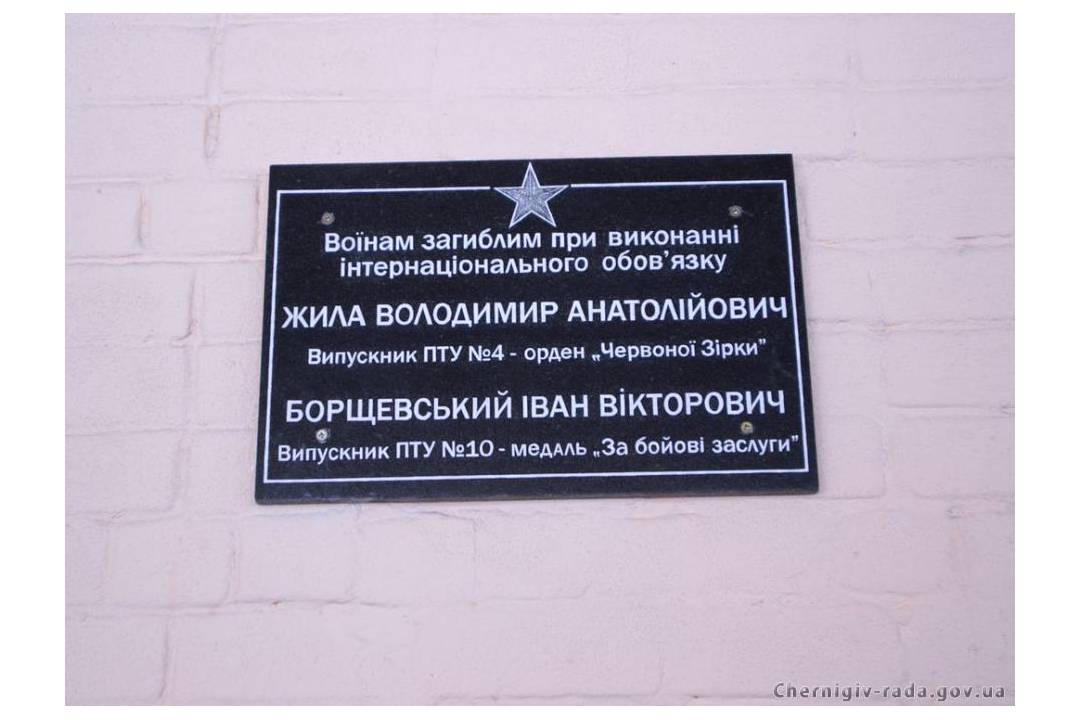 Воїнам загиблим при виконанні
інтернаціонального обов'язку
ЖИЛА ВОЛОДИМИР АНАТОЛІЙОВИЧ
Випускник ПТУ №4 - орден „Червоної Зірки”
БОРЩЕВСЬКИЙ ІВАН ВІКТОРОВИЧ
Випускник ПТУ №10 - медаль „За бойові заслуги”
Chernigiv-rada.gov.ua